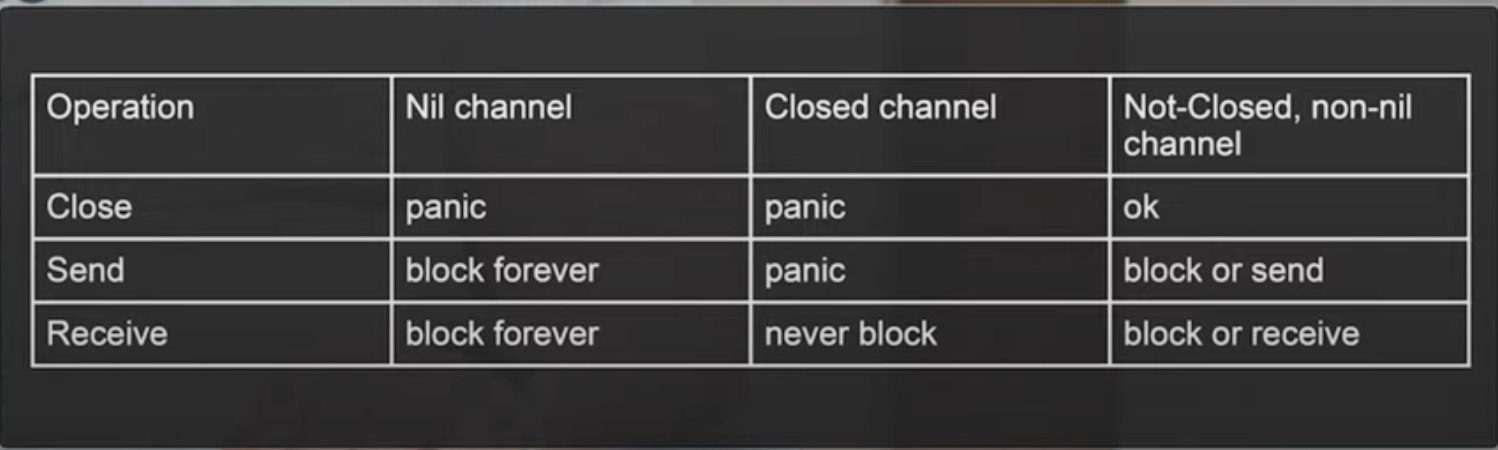 Operation Nil channel Closed channel Not-Closed, non-nil
channel
Close panic panic ok
Send block forever panic block or send
Receive block forever never block block or receive